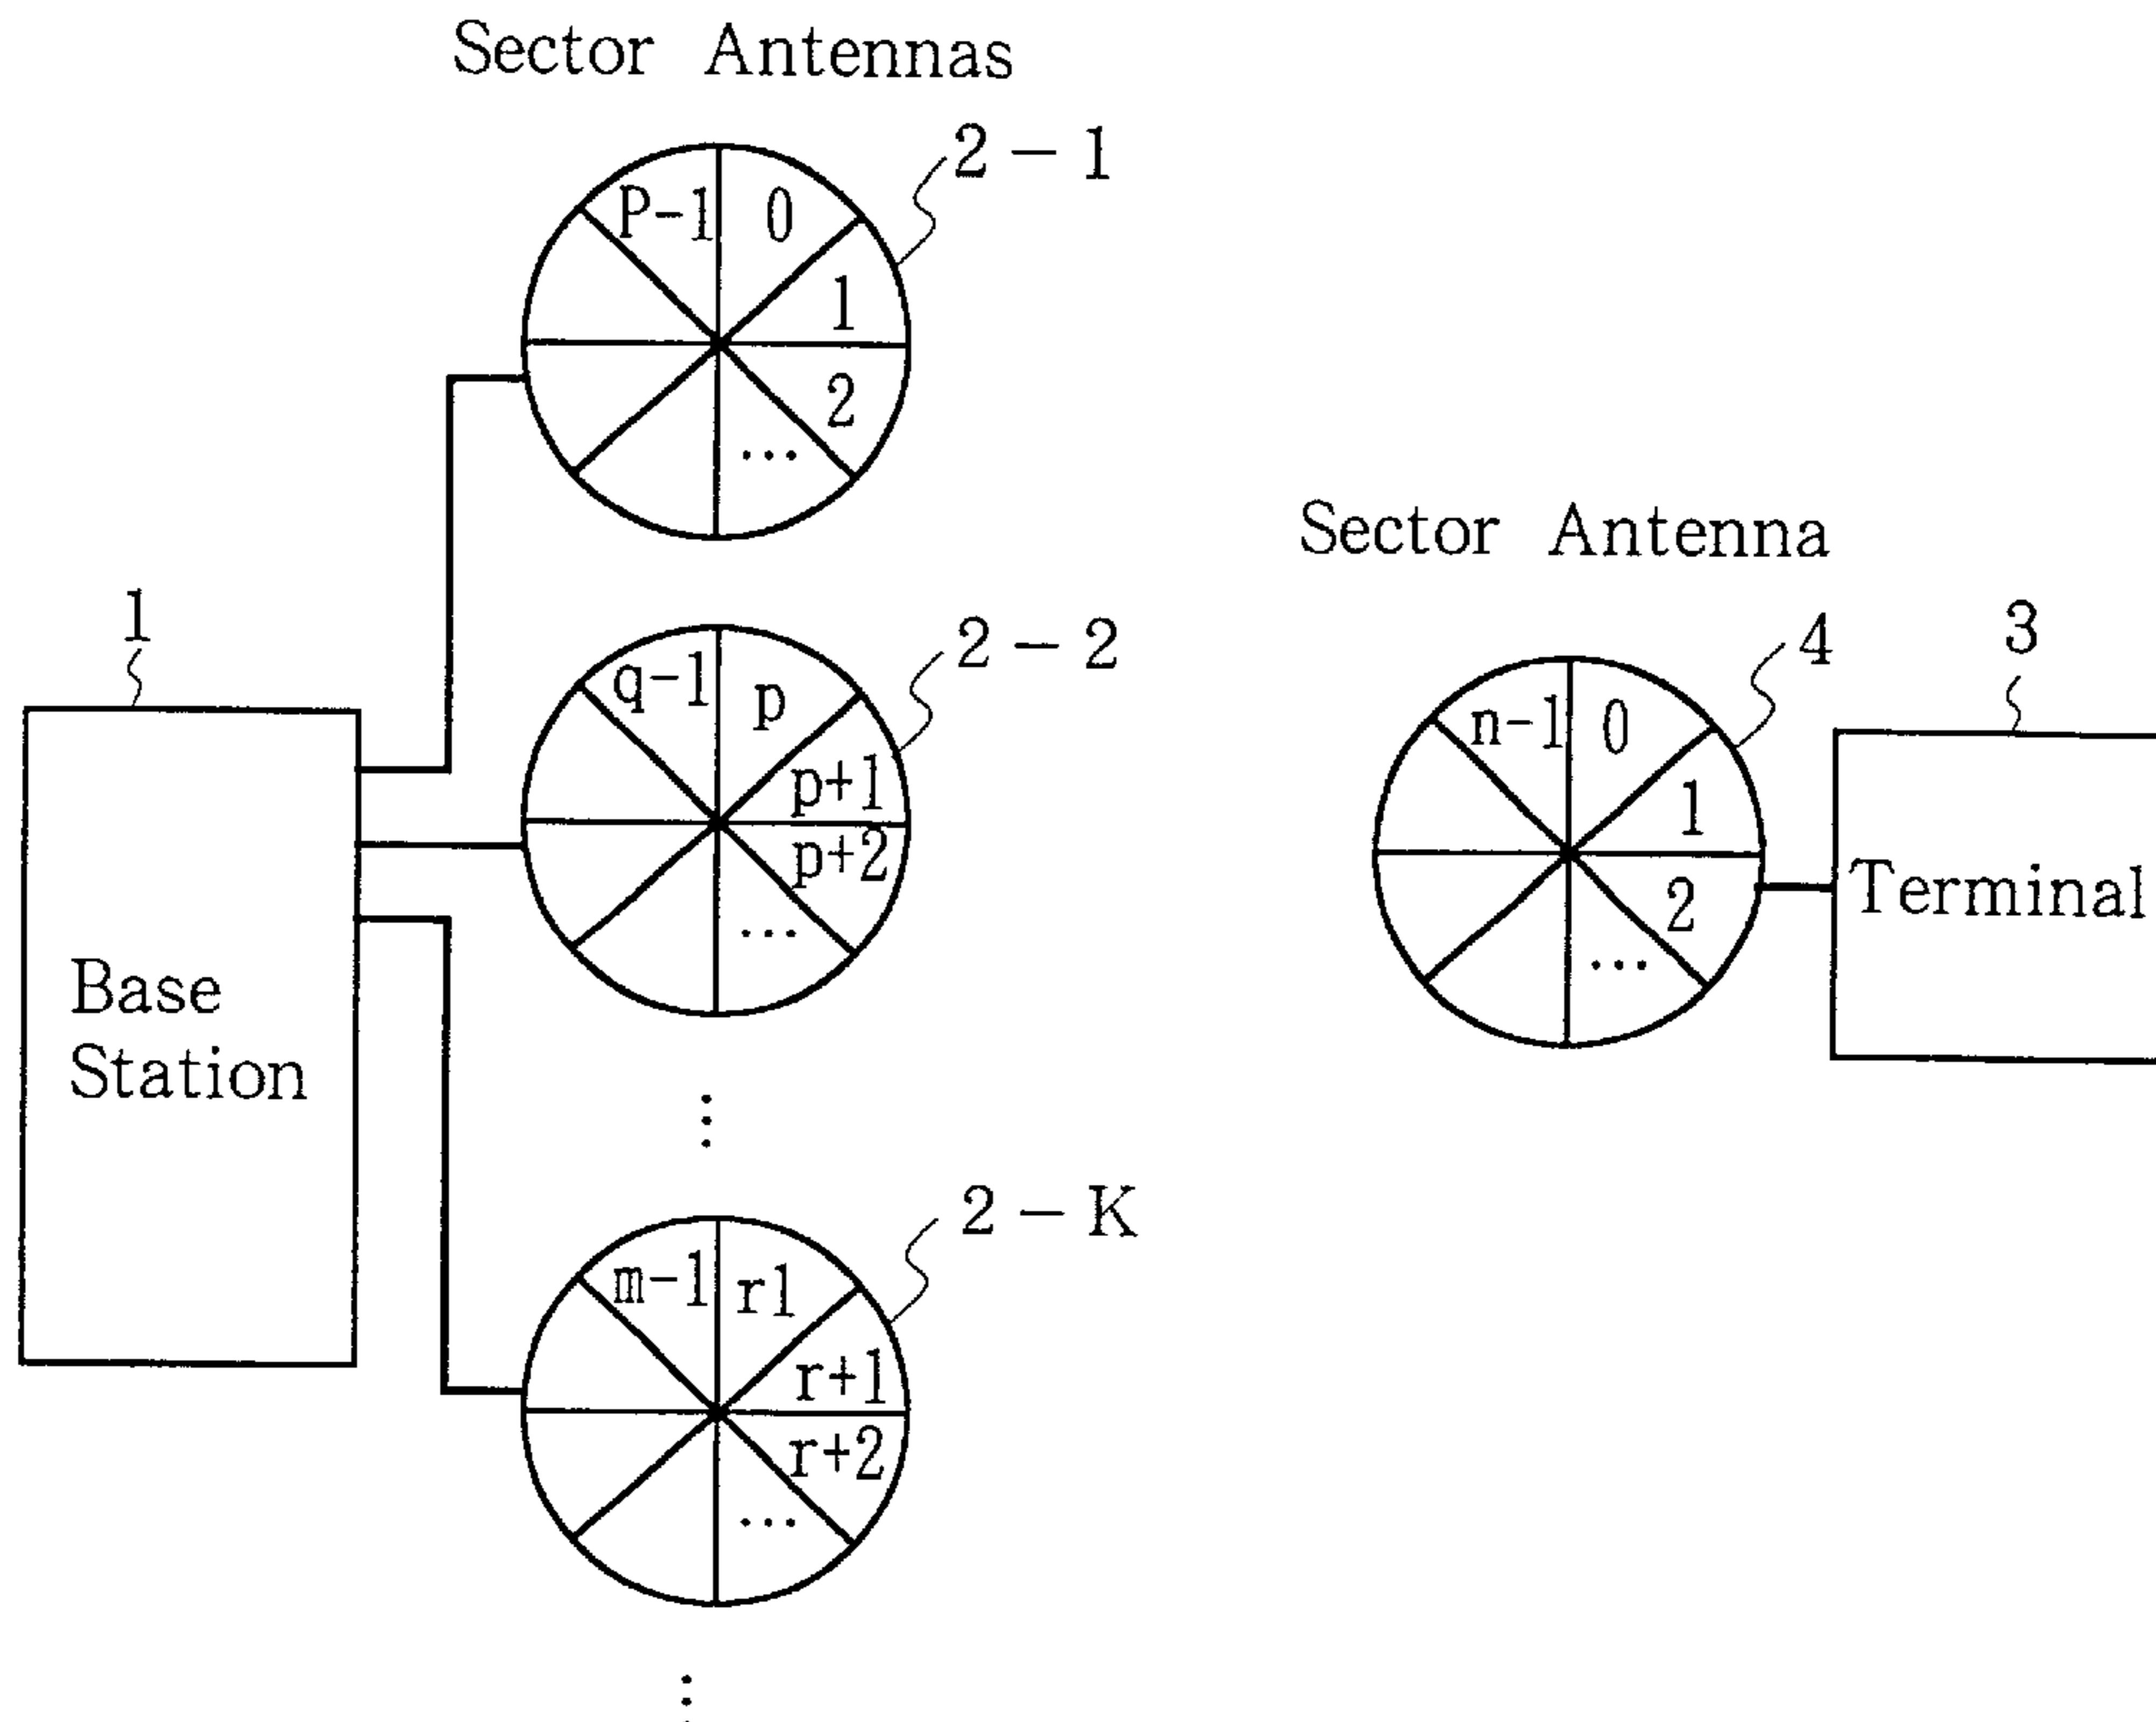 Sector Antennas
2-1
P-1
0
1
2
...
1
2-2
q-1
p
p+1
p+2
...
Base
Station
2-K
m-1
r1
r+1
r+2
...
Sector Antenna
4
3
n-1
0
1
2
...
Terminal